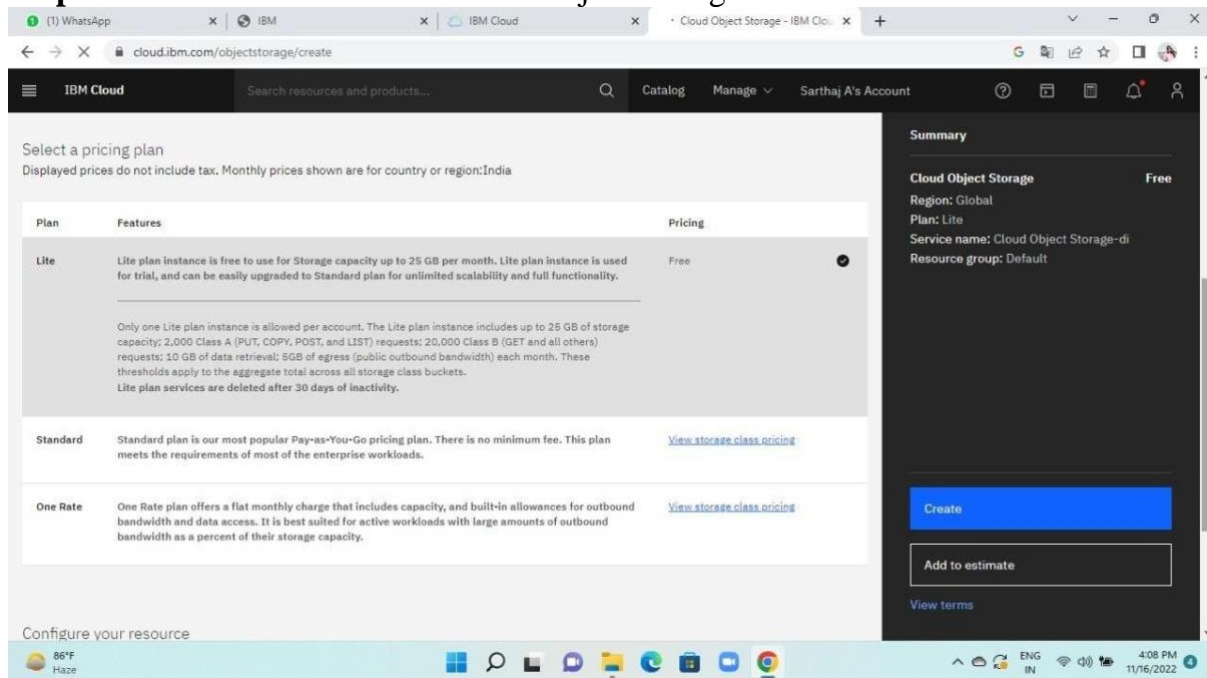 (1) WhatsApp
IBM
IBM Cloud
Cloud Object Storage - IBM Clou
cloud.ibm.com/objectstorage/create
IBM Cloud
Search resources and products...
Catalog
Manage
Sarthaj A's Account
Select a pricing plan
Displayed prices do not include tax. Monthly prices shown are for country or region:India
Plan Features Pricing
Lite
Lite plan instance is free to use for Storage capacity up to 25 GB per month. Lite plan instance is used
for trial, and can be easily upgraded to Standard plan for unlimited scalability and full functionality.
Free
Only one Lite plan instance is allowed per account. The Lite plan instance includes up to 25 GB of storage
capacity; 2,000 Class A (PUT, COPY, POST, and LIST) requests; 20,000 Class B (GET and all others)
requests; 10 GB of data retrieval; 5GB of egress (public outbound bandwidth) each month. These
thresholds apply to the aggregate total across all storage class buckets.
Lite plan services are deleted after 30 days of inactivity.
Standard
Standard plan is our most popular Pay-as-You-Go pricing plan. There is no minimum fee. This plan
meets the requirements of most of the enterprise workloads.
View storage class pricing
One Rate
One Rate plan offers a flat monthly charge that includes capacity, and built-in allowances for outbound
bandwidth and data access. It is best suited for active workloads with large amounts of outbound
bandwidth as a percent of their storage capacity.
View storage class pricing
Configure your resource
Summary
Cloud Object Storage Free
Region: Global
Plan: Lite
Service name: Cloud Object Storage-di
Resource group: Default
Create
Add to estimate
View terms
86°F
Haze
ENG
IN
4:08 PM
11/16/2022